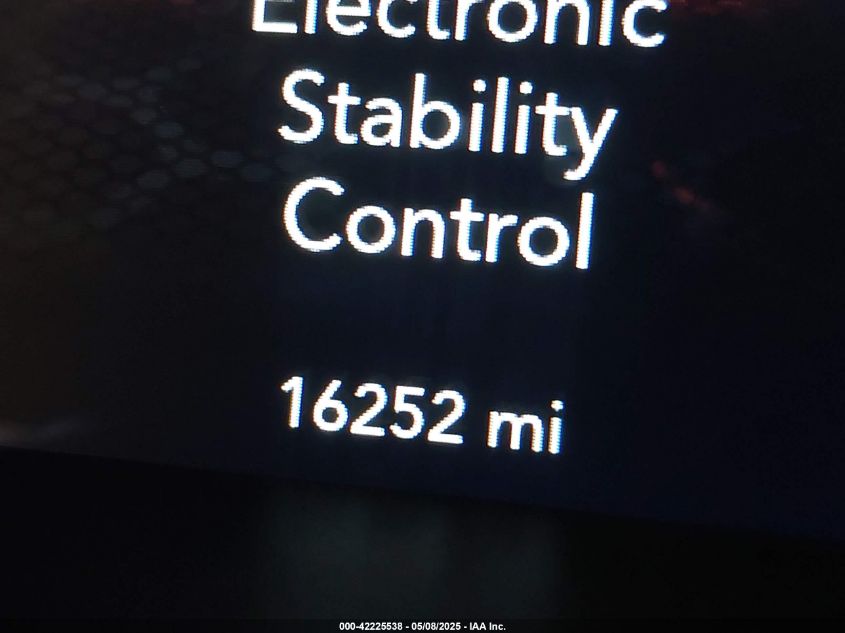 Electronic
Stability
Control
16252 mi
000-42225538 - 05/08/2025 - IAA Inc.